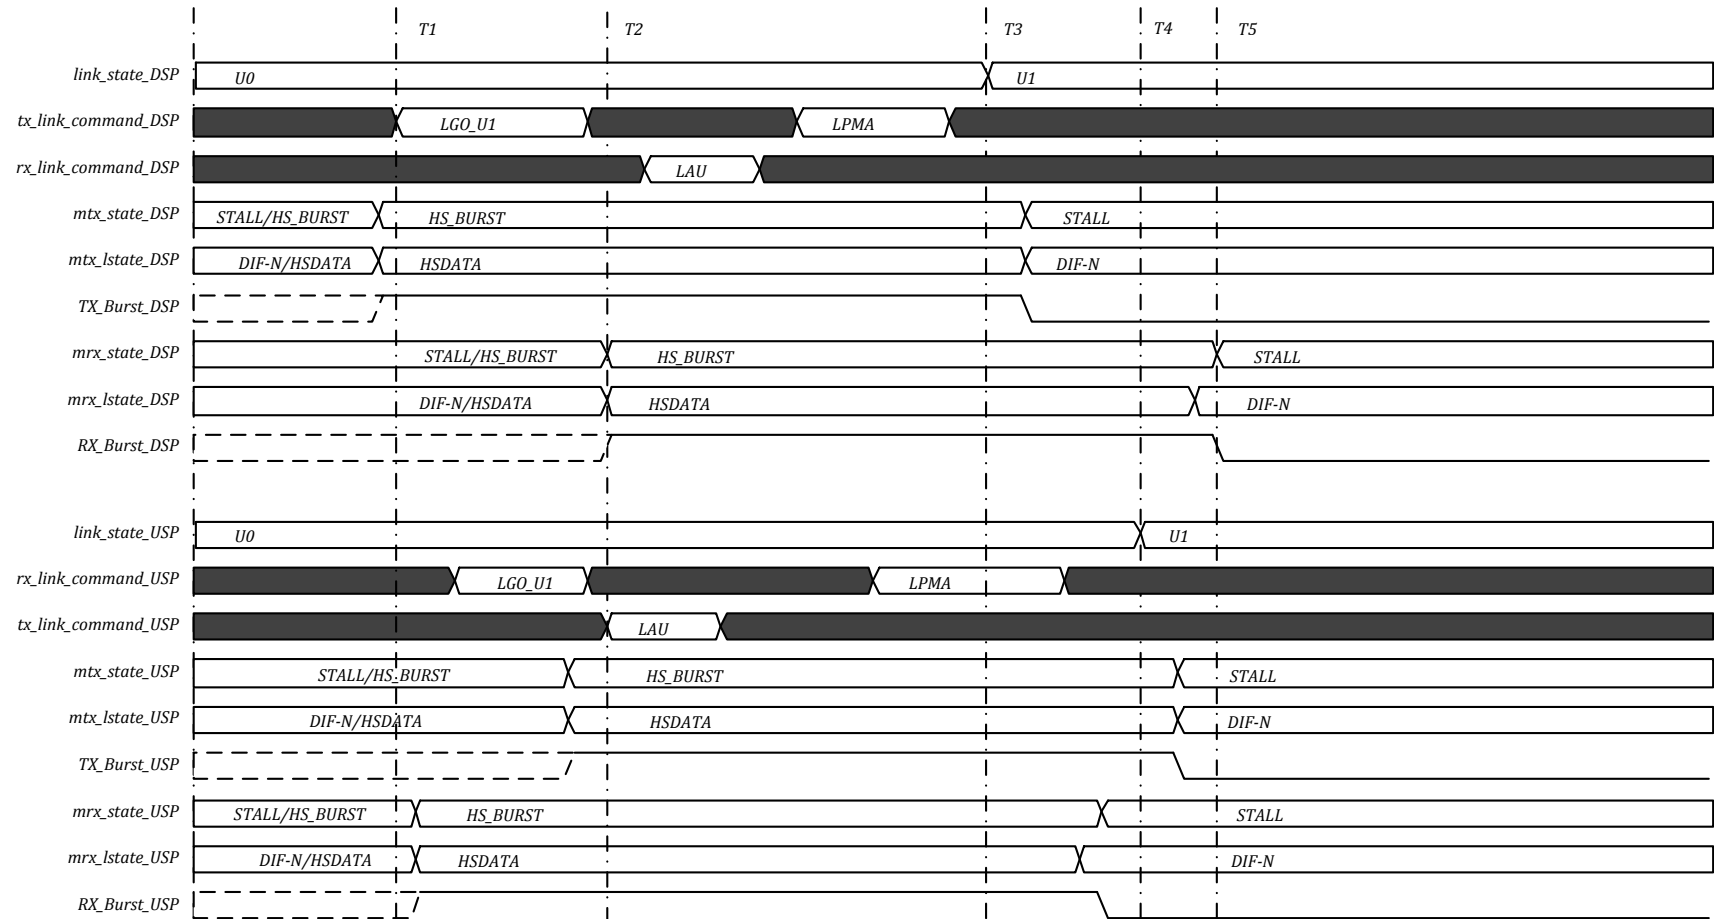 T1 T2 T3 T4 T5
link_state_DSP U0 U1
tx_link_command_DSP LGO_U1 LPMA
rx_link_command_DSP LAU
mtx_state_DSP STALL/HS_BURST HS_BURST STALL
mtx_lstate_DSP DIF-N/HSDATA HSDATA DIF-N
TX_Burst_DSP
mrx_state_DSP STALL/HS_BURST HS_BURST STALL
mrx_lstate_DSP DIF-N/HSDATA HSDATA DIF-N
RX_Burst_DSP
link_state_USP U0 U1
rx_link_command_USP LGO_U1 LPMA
tx_link_command_USP LAU
mtx_state_USP STALL/HS_BURST HS_BURST STALL
mtx_lstate_USP DIF-N/HSDATA HSDATA DIF-N
TX_Burst_USP
mrx_state_USP STALL/HS_BURST HS_BURST STALL
mrx_lstate_USP DIF-N/HSDATA HSDATA DIF-N
RX_Burst_USP